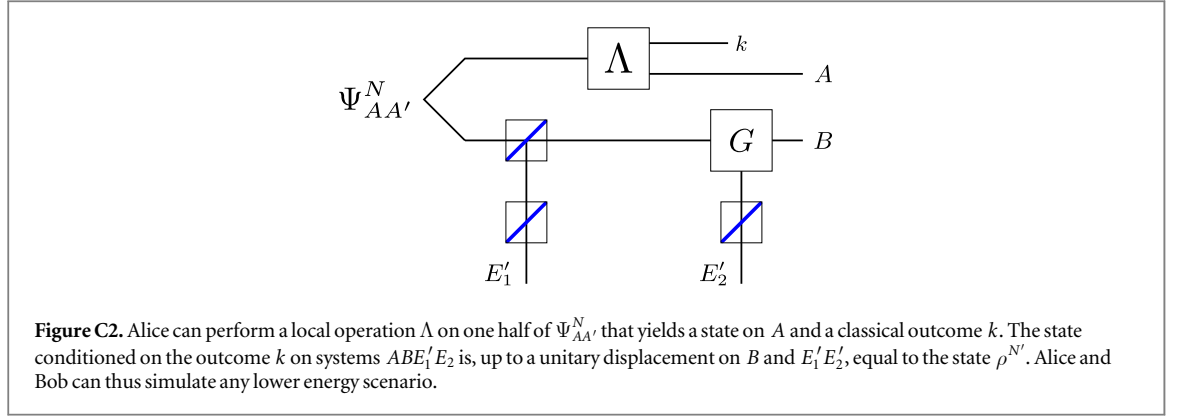 Λ
k
A
Ψ^N_{AA′}
G
B
E′_1
E′_2
Figure C2. Alice can perform a local operation Λ on one half of Ψ^N_{AA′} that yields a state on A and a classical outcome k. The state
conditioned on the outcome k on systems ABE′_1E_2 is, up to a unitary displacement on B and E′_1E′_2, equal to the state ρ^{N′}. Alice and
Bob can thus simulate any lower energy scenario.